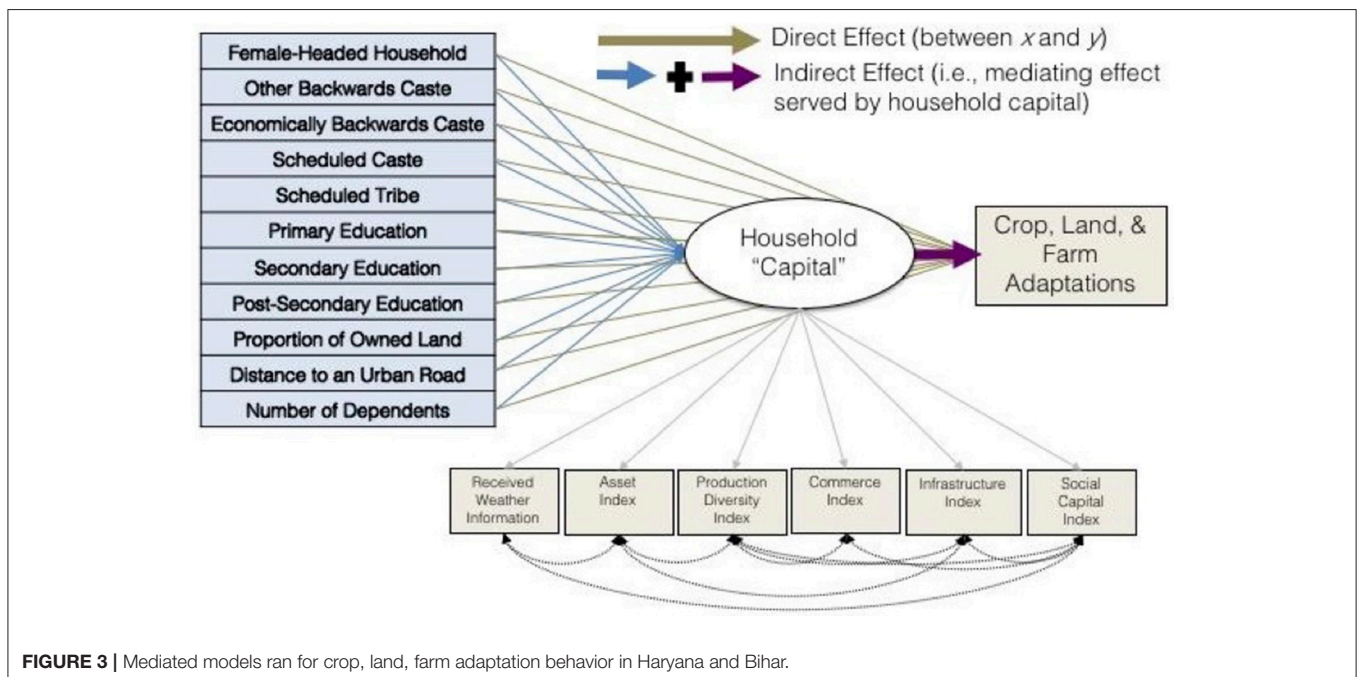 Female-Headed Household
Other Backwards Caste
Economically Backwards Caste
Scheduled Caste
Scheduled Tribe
Primary Education
Secondary Education
Post-Secondary Education
Proportion of Owned Land
Distance to an Urban Road
Number of Dependents
Direct Effect (between x and y)
Indirect Effect (i.e., mediating effect
served by household capital)
Household
“Capital”
Crop, Land, &
Farm
Adaptations
Received
Weather
Information
Asset
Index
Production
Diversity
Index
Commerce
Index
Infrastructure
Index
Social
Capital
Index
FIGURE 3 | Mediated models ran for crop, land, farm adaptation behavior in Haryana and Bihar.